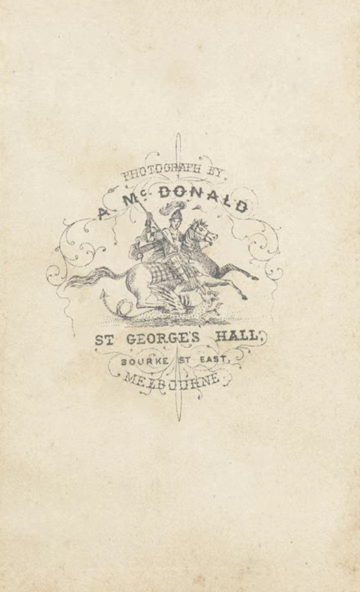 PHOTOGRAPH BY.
A. Mc. DONALD
ST GEORGE'S HALL,
BOURKE ST EAST,
MELBOURNE.